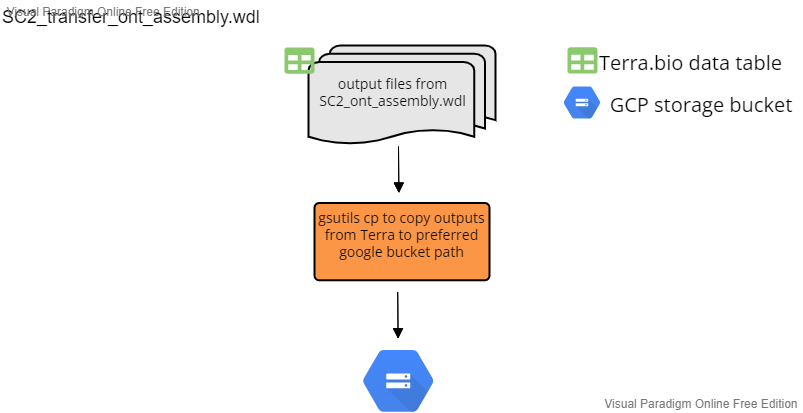 Visual Paradigm Online Free Edition
SC2_transfer_ont_assembly.wdl
output files from
SC2_ont_assembly.wdl
Terra.bio data table
GCP storage bucket
gsutils cp to copy outputs
from Terra to preferred
google bucket path
Visual Paradigm Online Free Edition